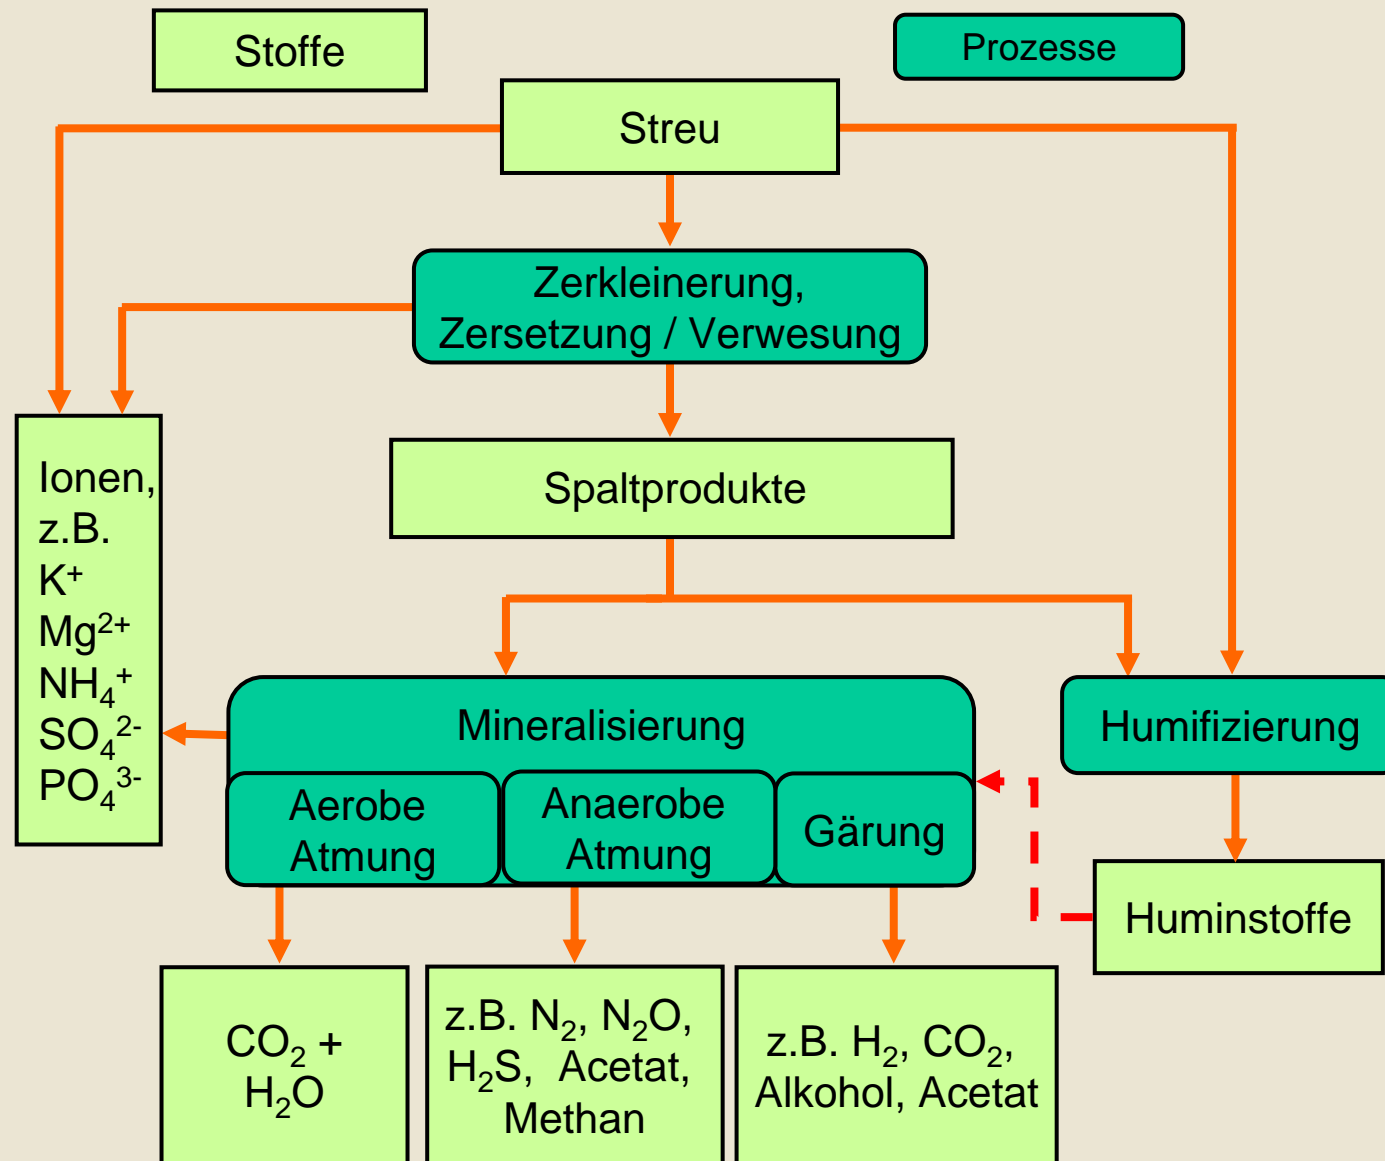 Stoffe
Prozesse
Streu
Zerkleinerung,
Zersetzung / Verwesung
Spaltprodukte
Ionen,
z.B.
K⁺
Mg²⁺
NH₄⁺
SO₄²⁻
PO₄³⁻
Mineralisierung
Humifizierung
Aerobe
Atmung
Anaerobe
Atmung
Gärung
Huminstoffe
CO₂ +
H₂O
z.B. N₂, N₂O,
H₂S, Acetat,
Methan
z.B. H₂, CO₂,
Alkohol, Acetat